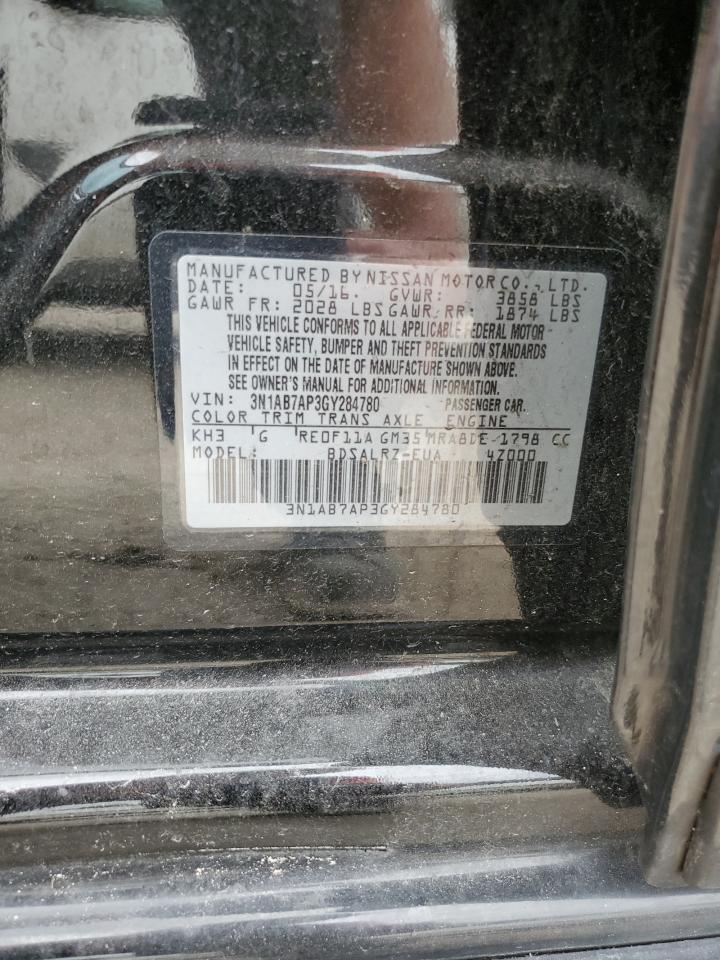 MANUFACTURED BY NISSAN MOTOR CO., LTD.
DATE: 05/16. GVWR: 3858 LBS
GAWR FR: 2028 LBS GAWR RR: 1874 LBS
THIS VEHICLE CONFORMS TO ALL APPLICABLE FEDERAL MOTOR
VEHICLE SAFETY, BUMPER AND THEFT PREVENTION STANDARDS
IN EFFECT ON THE DATE OF MANUFACTURE SHOWN ABOVE.
SEE OWNER'S MANUAL FOR ADDITIONAL INFORMATION.
VIN: 3N1AB7AP3GY284780 PASSENGER CAR.
COLOR TRIM TRANS AXLE ENGINE
KH3 G RE0F11A GM35 MRA8DE 1798 CC
MODEL: BDSALRZ-EUA 4Z000
3N1AB7AP3GY284780